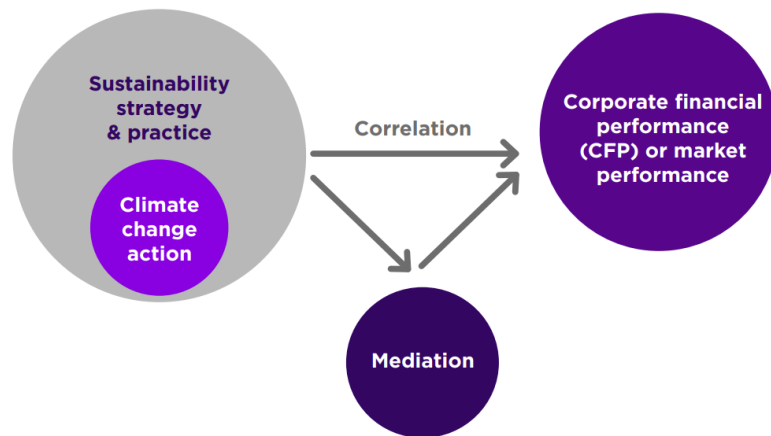 Sustainability
strategy
& practice
Climate
change
action
Correlation
Corporate financial
performance
(CFP) or market
performance
Mediation